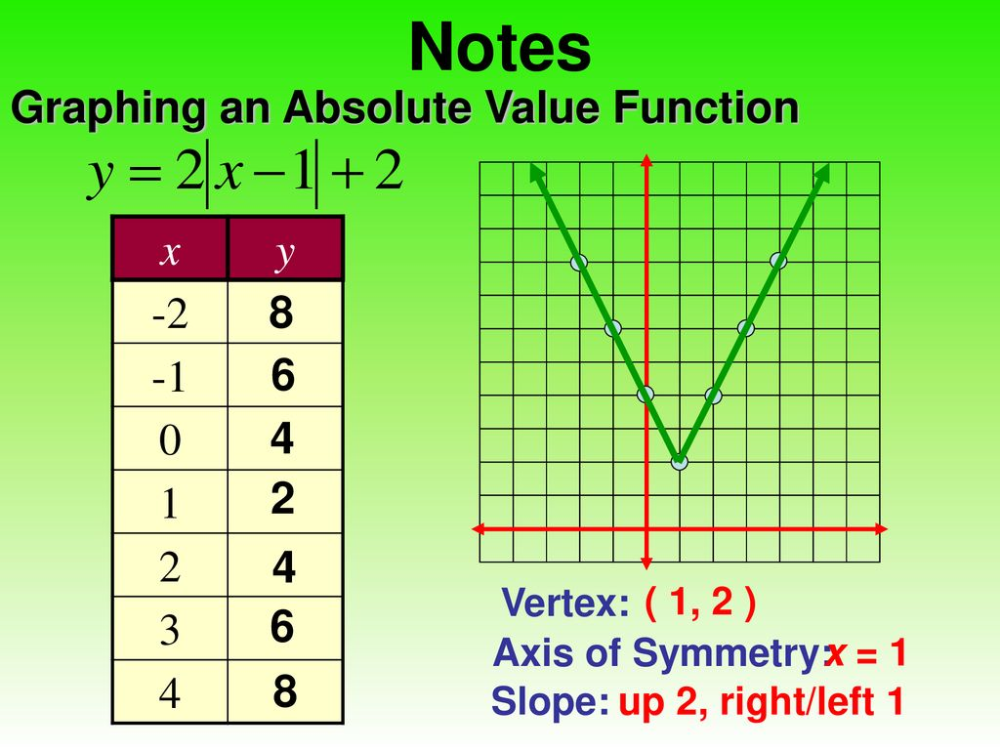 Notes
Graphing an Absolute Value Function
y = 2|x − 1| + 2
x y
-2 8
-1 6
0 4
1 2
2 4
3 6
4 8
Vertex: ( 1, 2 )
Axis of Symmetry: x = 1
Slope: up 2, right/left 1